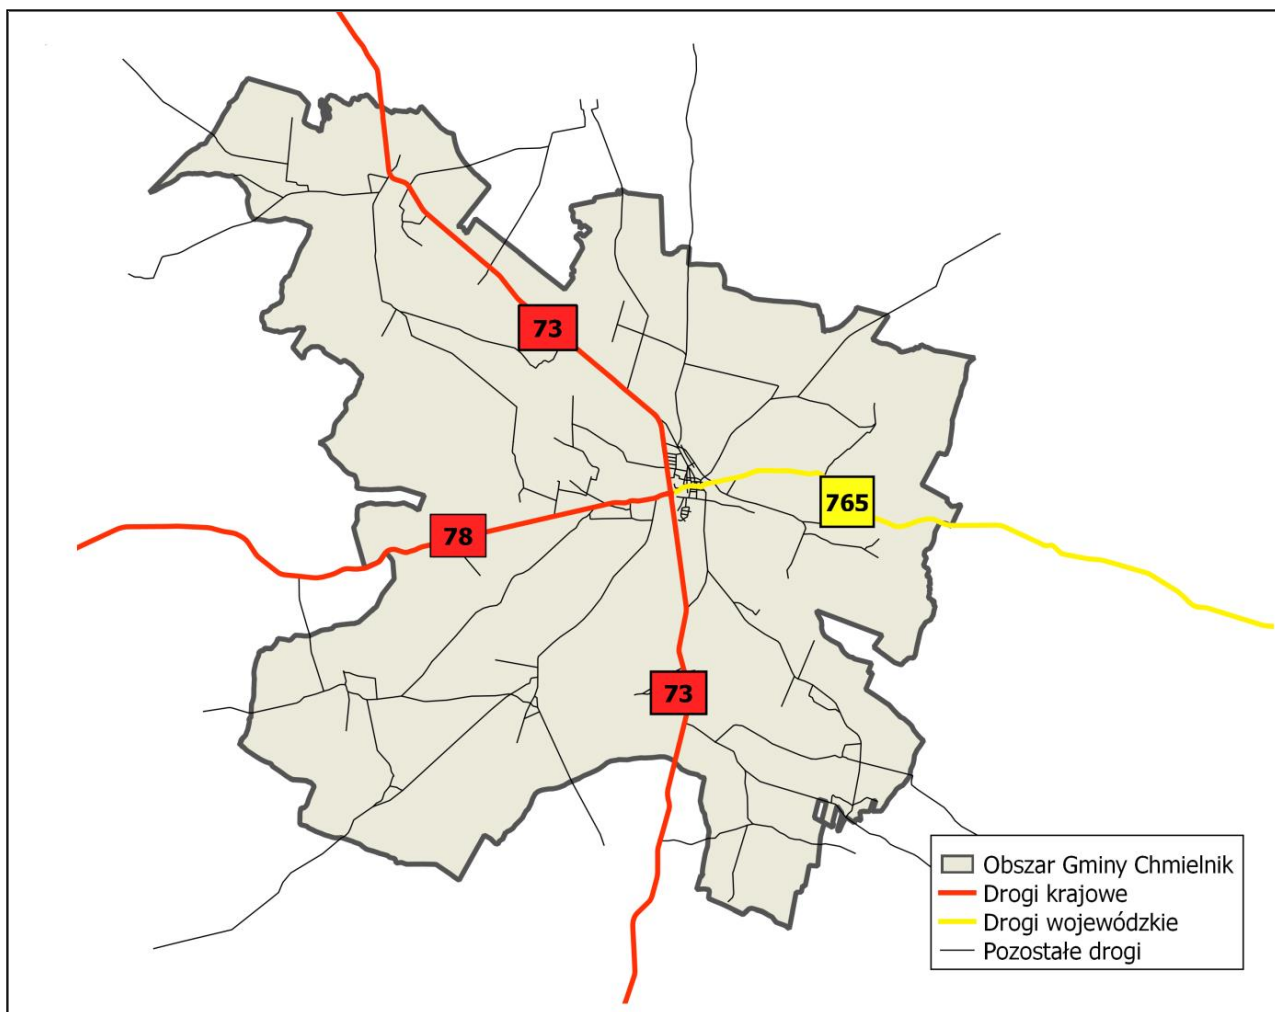 73
765
78
73
Obszar Gminy Chmielnik
Drogi krajowe
Drogi wojewódzkie
Pozostałe drogi